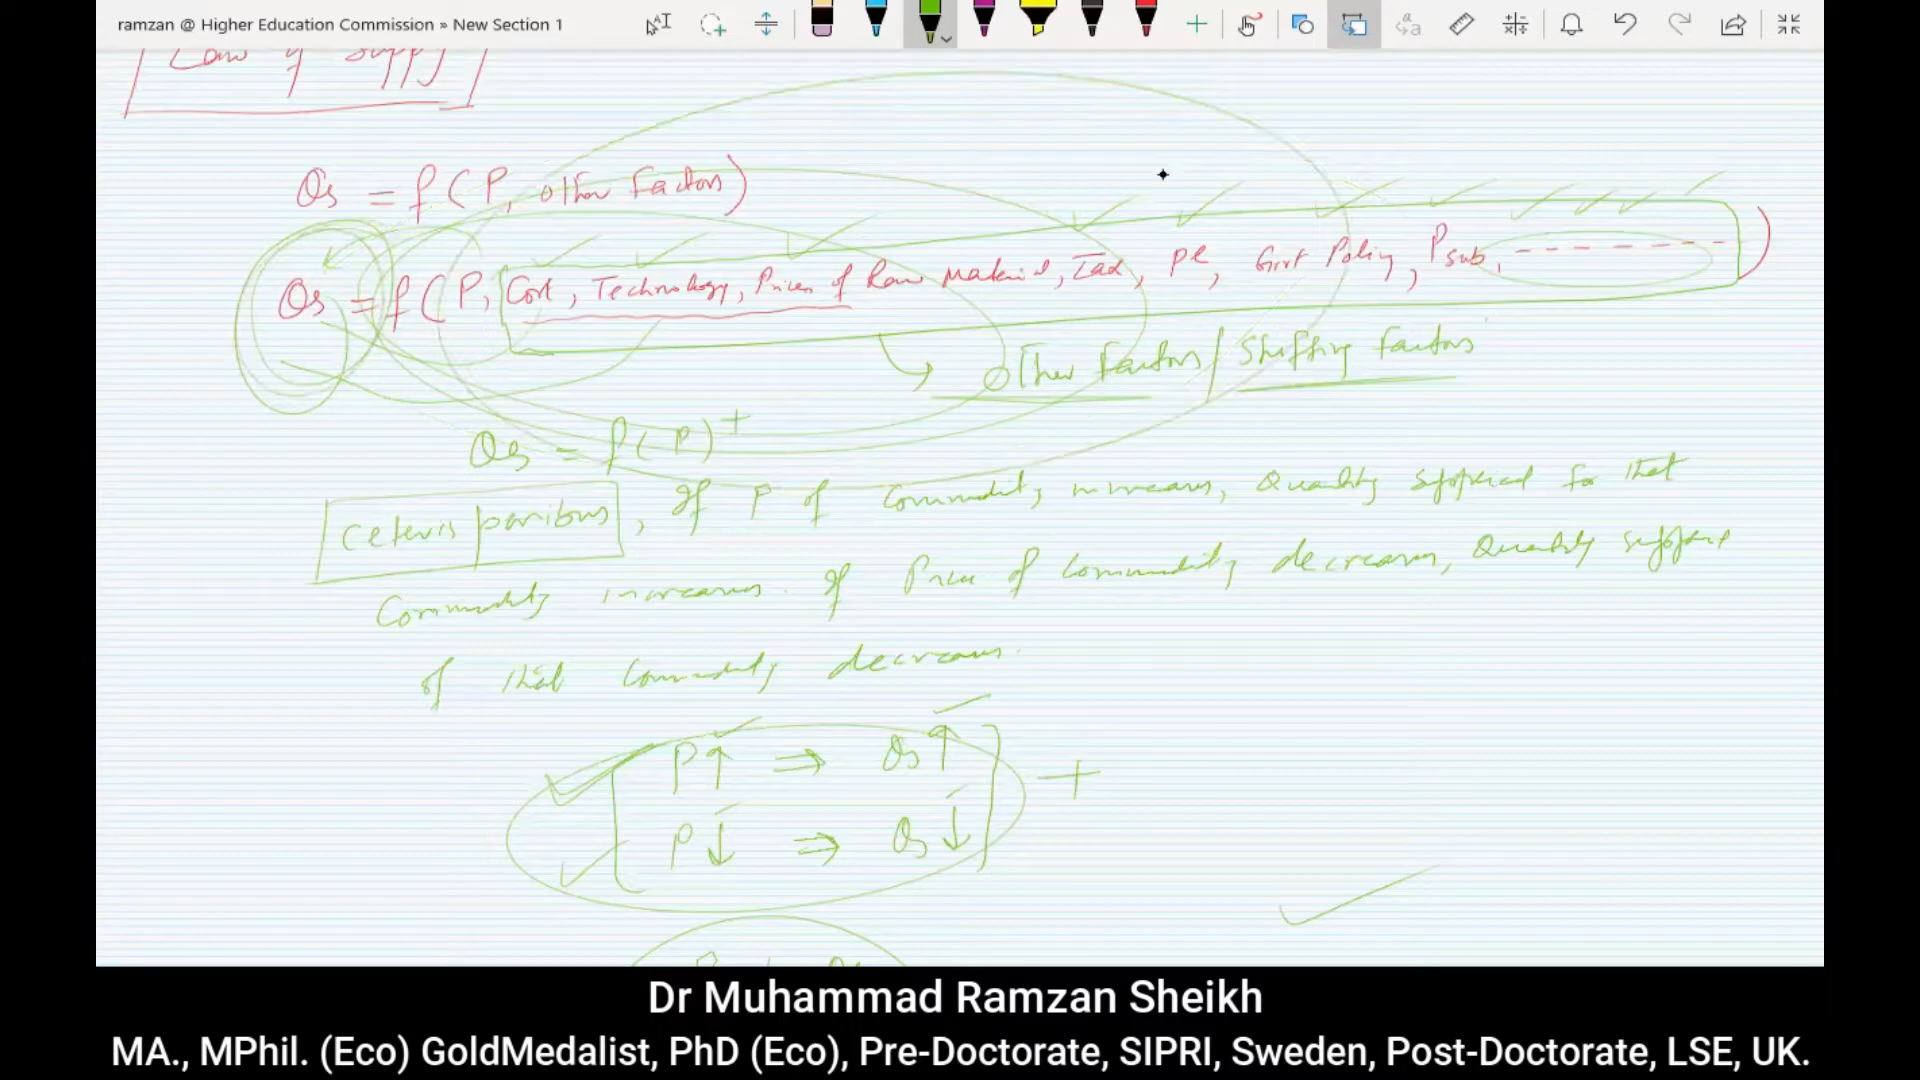 ramzan @ Higher Education Commission » New Section 1
Law of Supply
Qs = f(P, other Factors)
Qs = f(P, Cost, Technology, Prices of Raw Material, Tax, Pe, Govt Policy, Psub, --------)
Other Factors/Shifting factors
Qs = f(P)+
Ceteris paribus, If P of Commodity increases, Quantity supplied for that
Commodity increases. If Price of Commodity decreases, Quantity supplied
of that Commodity decreases.
P↑ ⇒ Qs↑ +
P↓ ⇒ Qs↓
Dr Muhammad Ramzan Sheikh
MA., MPhil. (Eco) GoldMedalist, PhD (Eco), Pre-Doctorate, SIPRI, Sweden, Post-Doctorate, LSE, UK.